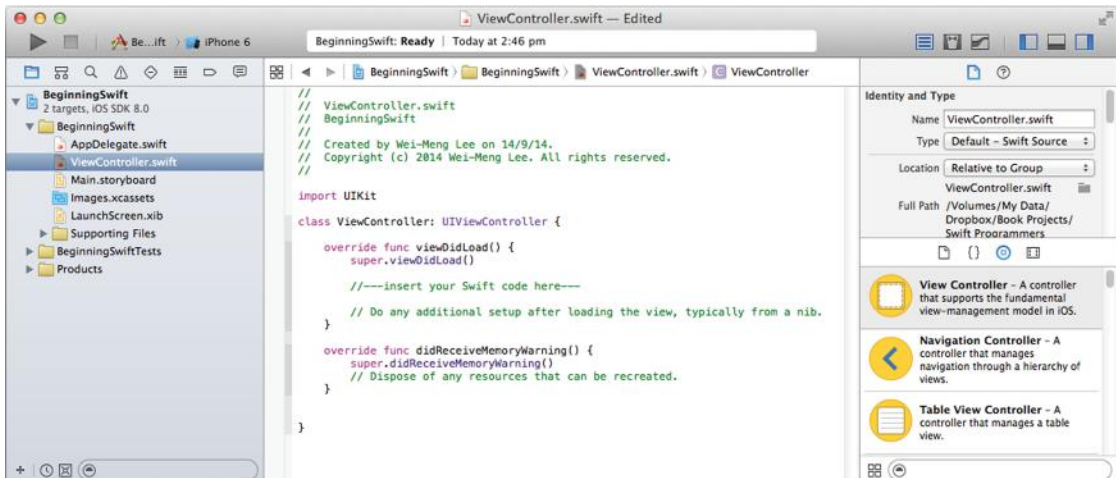 ViewController.swift — Edited
Be...ift
iPhone 6
BeginningSwift: Ready | Today at 2:46 pm
BeginningSwift
2 targets, iOS SDK 8.0
BeginningSwift
AppDelegate.swift
ViewController.swift
Main.storyboard
Images.xcassets
LaunchScreen.xib
Supporting Files
BeginningSwiftTests
Products
BeginningSwift
BeginningSwift
ViewController.swift
ViewController
//
//  ViewController.swift
//  BeginningSwift
//
//  Created by Wei-Meng Lee on 14/9/14.
//  Copyright (c) 2014 Wei-Meng Lee. All rights reserved.
//
import UIKit
class ViewController: UIViewController {
override func viewDidLoad() {
super.viewDidLoad()
//---insert your Swift code here---
// Do any additional setup after loading the view, typically from a nib.
}
override func didReceiveMemoryWarning() {
super.didReceiveMemoryWarning()
// Dispose of any resources that can be recreated.
}
}
Identity and Type
Name ViewController.swift
Type Default - Swift Source
Location Relative to Group
ViewController.swift
Full Path /Volumes/My Data/
Dropbox/Book Projects/
Swift Programmers
View Controller - A controller
that supports the fundamental
view-management model in iOS.
Navigation Controller - A
controller that manages
navigation through a hierarchy of
views.
Table View Controller - A
controller that manages a table
view.